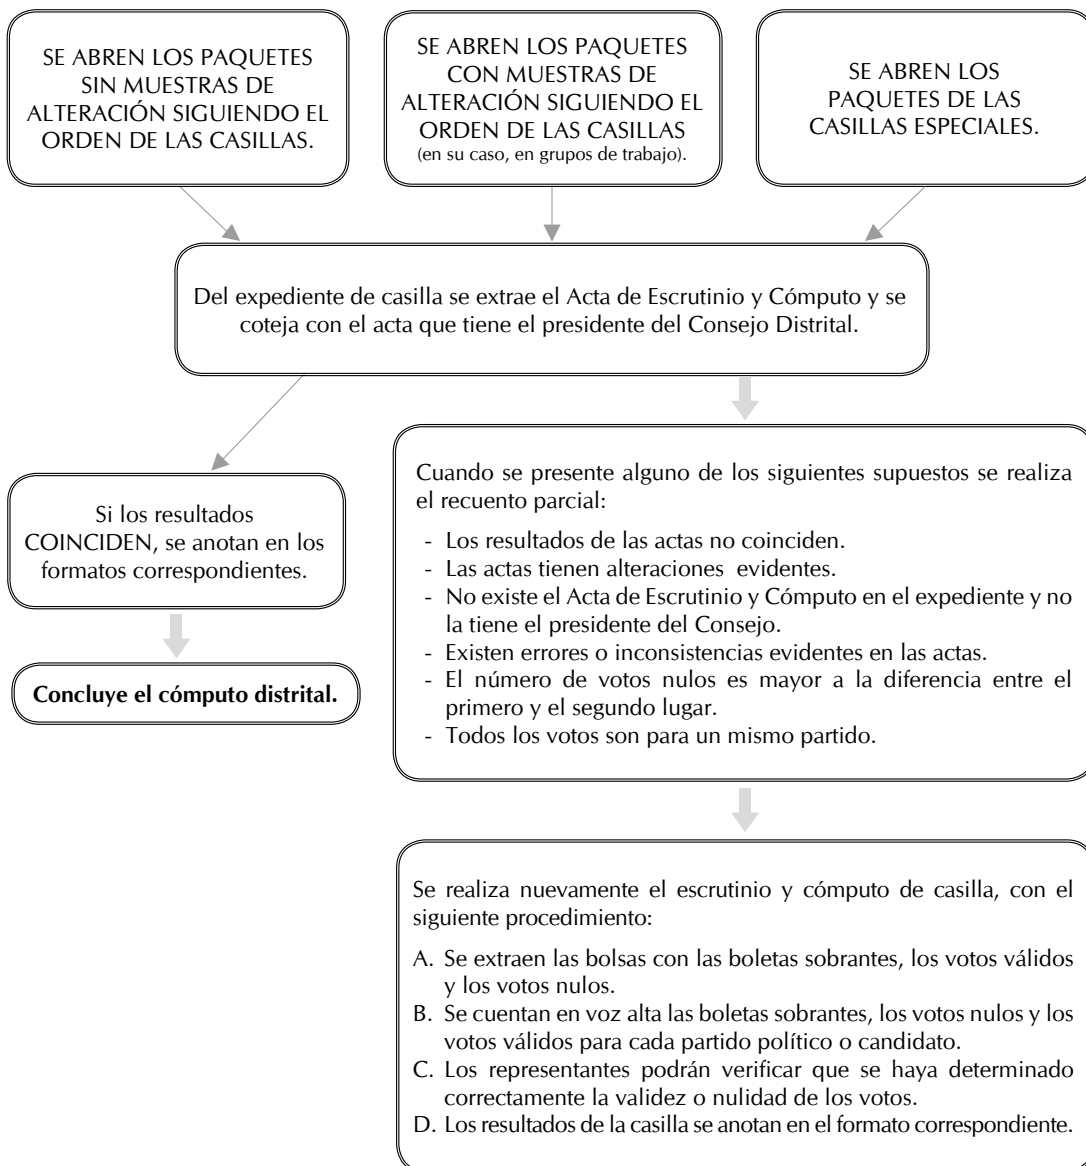 SE ABREN LOS PAQUETES
SIN MUESTRAS DE
ALTERACIÓN SIGUIENDO EL
ORDEN DE LAS CASILLAS.
SE ABREN LOS PAQUETES
CON MUESTRAS DE
ALTERACIÓN SIGUIENDO EL
ORDEN DE LAS CASILLAS
(en su caso, en grupos de trabajo).
SE ABREN LOS
PAQUETES DE LAS
CASILLAS ESPECIALES.
Del expediente de casilla se extrae el Acta de Escrutinio y Cómputo y se
coteja con el acta que tiene el presidente del Consejo Distrital.
Si los resultados
COINCIDEN, se anotan en los
formatos correspondientes.
Concluye el cómputo distrital.
Cuando se presente alguno de los siguientes supuestos se realiza
el recuento parcial:
- Los resultados de las actas no coinciden.
- Las actas tienen alteraciones evidentes.
- No existe el Acta de Escrutinio y Cómputo en el expediente y no
la tiene el presidente del Consejo.
- Existen errores o inconsistencias evidentes en las actas.
- El número de votos nulos es mayor a la diferencia entre el
primero y el segundo lugar.
- Todos los votos son para un mismo partido.
Se realiza nuevamente el escrutinio y cómputo de casilla, con el
siguiente procedimiento:
A. Se extraen las bolsas con las boletas sobrantes, los votos válidos
y los votos nulos.
B. Se cuentan en voz alta las boletas sobrantes, los votos nulos y los
votos válidos para cada partido político o candidato.
C. Los representantes podrán verificar que se haya determinado
correctamente la validez o nulidad de los votos.
D. Los resultados de la casilla se anotan en el formato correspondiente.